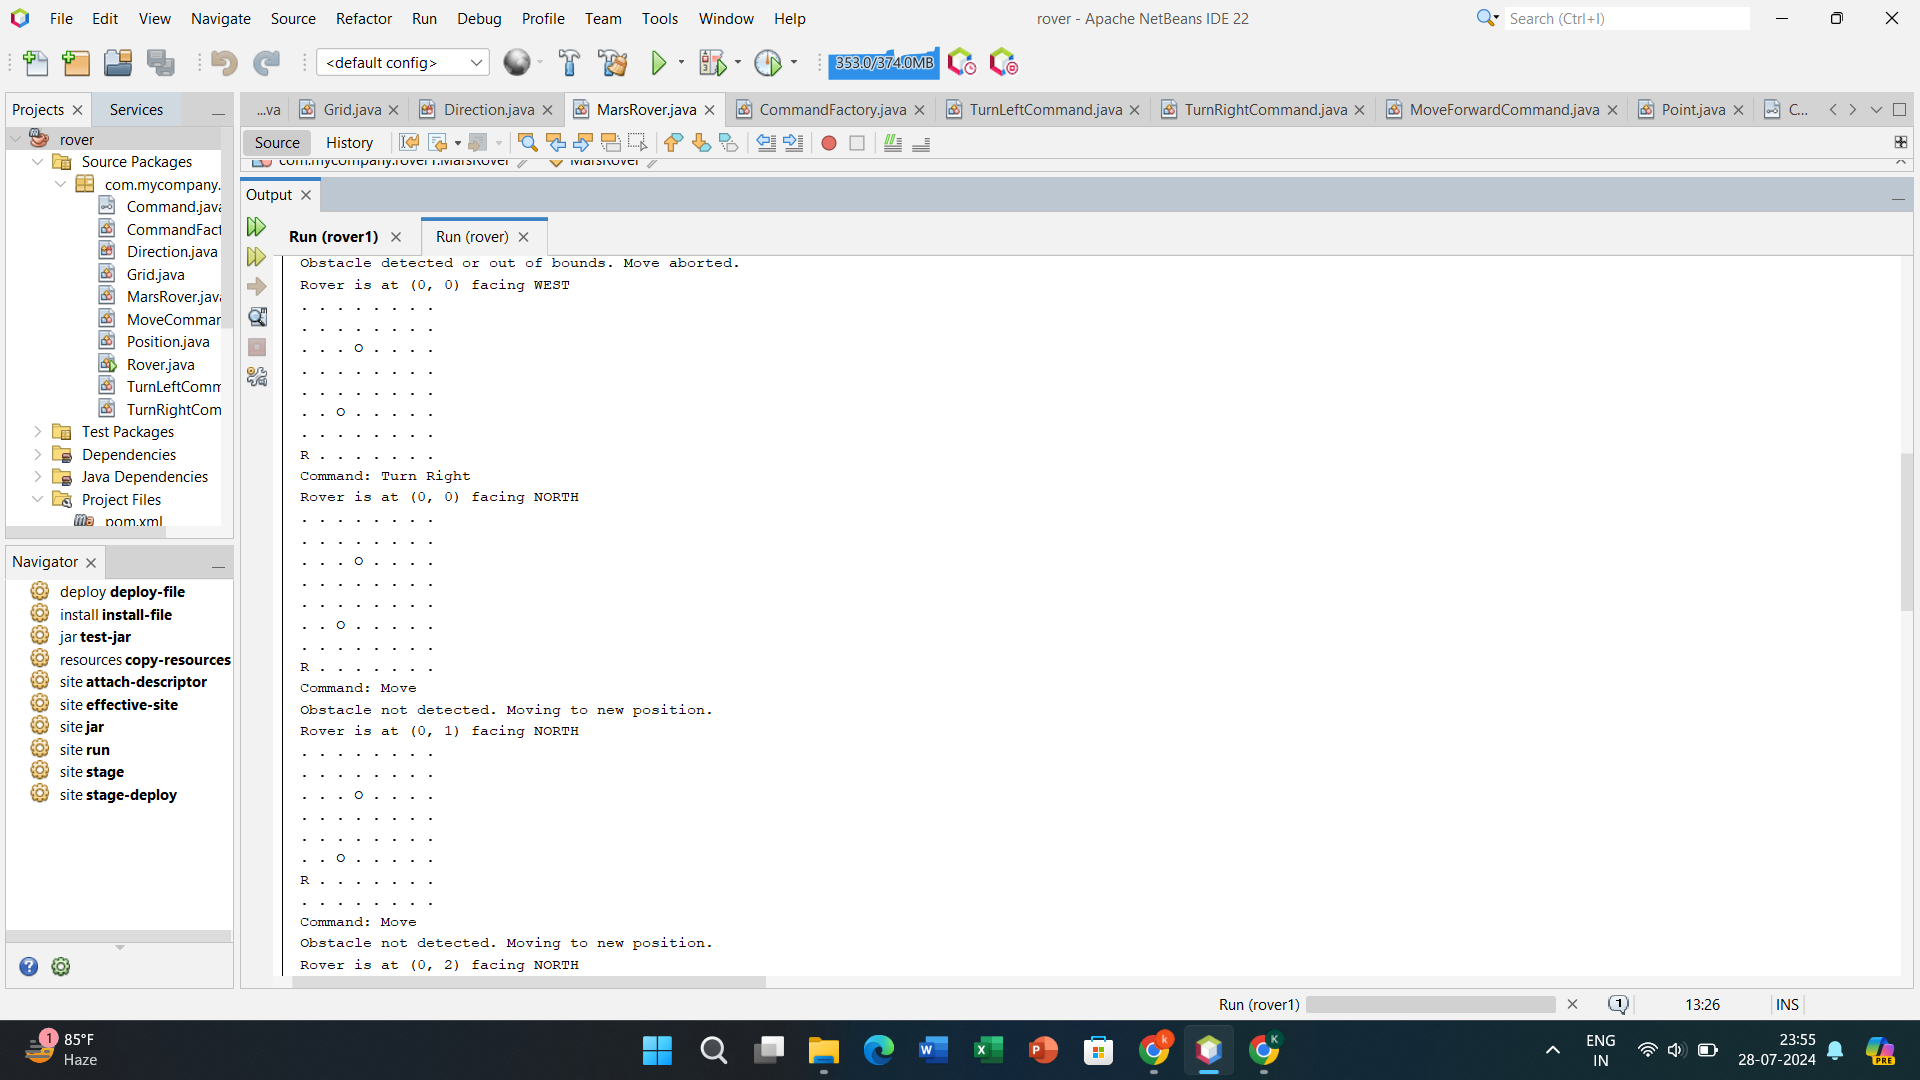 File Edit View Navigate Source Refactor Run Debug Profile Team Tools Window Help
rover - Apache NetBeans IDE 22
Search (Ctrl+I)
<default config>
353.0/374.0MB
Projects
Services
...va
Grid.java
Direction.java
MarsRover.java
CommandFactory.java
TurnLeftCommand.java
TurnRightCommand.java
MoveForwardCommand.java
Point.java
C...
Source
History
com.mycompany.rover1.MarsRover
MarsRover
rover
Source Packages
com.mycompany.
Command.java
CommandFact
Direction.java
Grid.java
MarsRover.java
MoveComman
Position.java
Rover.java
TurnLeftComm
TurnRightCom
Test Packages
Dependencies
Java Dependencies
Project Files
pom.xml
Navigator
deploy deploy-file
install install-file
jar test-jar
resources copy-resources
site attach-descriptor
site effective-site
site jar
site run
site stage
site stage-deploy
Output
Run (rover1)
Run (rover)
Obstacle detected or out of bounds. Move aborted.
Rover is at (0, 0) facing WEST
. . . . . . . .
. . . . . . . .
. . . O . . . .
. . . . . . . .
. . . . . . . .
. . O . . . . .
. . . . . . . .
R . . . . . . .
Command: Turn Right
Rover is at (0, 0) facing NORTH
. . . . . . . .
. . . . . . . .
. . . O . . . .
. . . . . . . .
. . . . . . . .
. . O . . . . .
. . . . . . . .
R . . . . . . .
Command: Move
Obstacle not detected. Moving to new position.
Rover is at (0, 1) facing NORTH
. . . . . . . .
. . . . . . . .
. . . O . . . .
. . . . . . . .
. . . . . . . .
. . O . . . . .
R . . . . . . .
. . . . . . . .
Command: Move
Obstacle not detected. Moving to new position.
Rover is at (0, 2) facing NORTH
Run (rover1)
1
13:26
INS
1
85°F
Haze
ENG
IN
23:55
28-07-2024
PRE